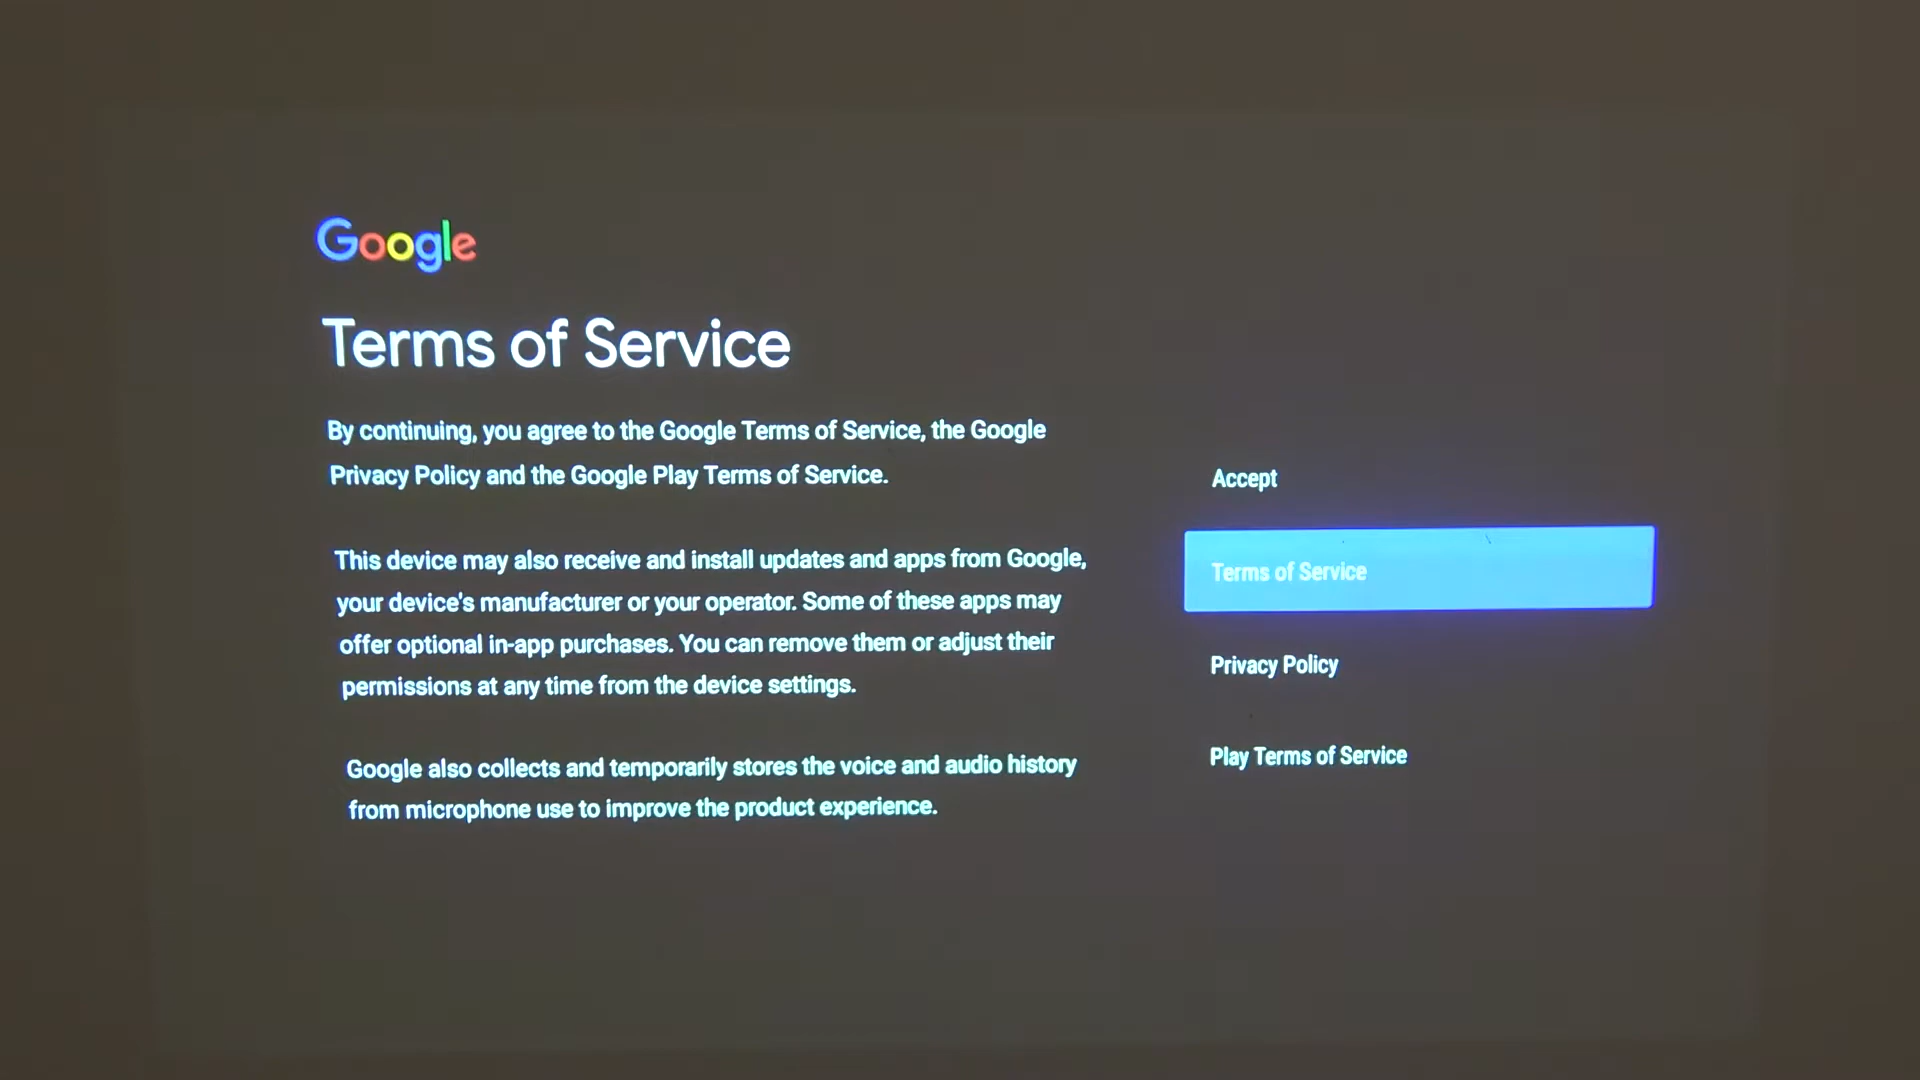 Google
Terms of Service
By continuing, you agree to the Google Terms of Service, the Google
Privacy Policy and the Google Play Terms of Service.
This device may also receive and install updates and apps from Google,
your device's manufacturer or your operator. Some of these apps may
offer optional in-app purchases. You can remove them or adjust their
permissions at any time from the device settings.
Google also collects and temporarily stores the voice and audio history
from microphone use to improve the product experience.
Accept
Terms of Service
Privacy Policy
Play Terms of Service